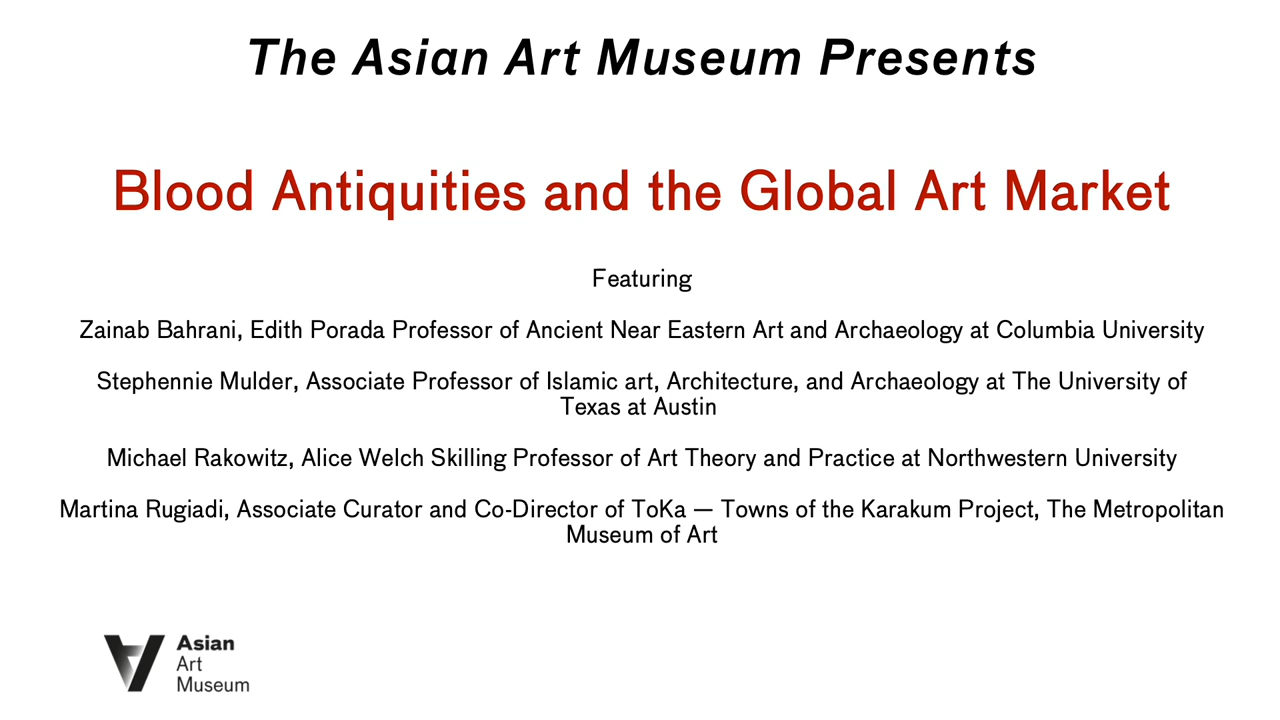 The Asian Art Museum Presents
Blood Antiquities and the Global Art Market
Featuring
Zainab Bahrani, Edith Porada Professor of Ancient Near Eastern Art and Archaeology at Columbia University
Stephennie Mulder, Associate Professor of Islamic art, Architecture, and Archaeology at The University of
Texas at Austin
Michael Rakowitz, Alice Welch Skilling Professor of Art Theory and Practice at Northwestern University
Martina Rugiadi, Associate Curator and Co-Director of ToKa — Towns of the Karakum Project, The Metropolitan
Museum of Art
Asian
Art
Museum